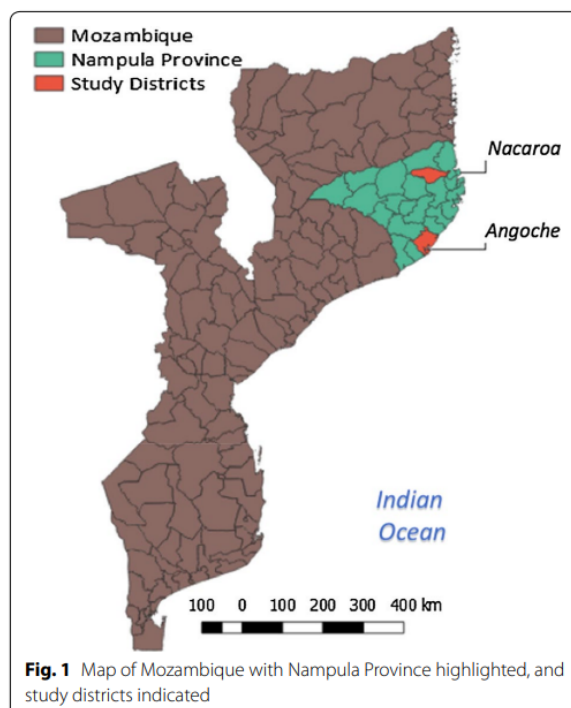 Mozambique
Nampula Province
Study Districts
Nacaroa
Angoche
Indian
Ocean
100 0 100 200 300 400 km
Fig. 1 Map of Mozambique with Nampula Province highlighted, and
study districts indicated